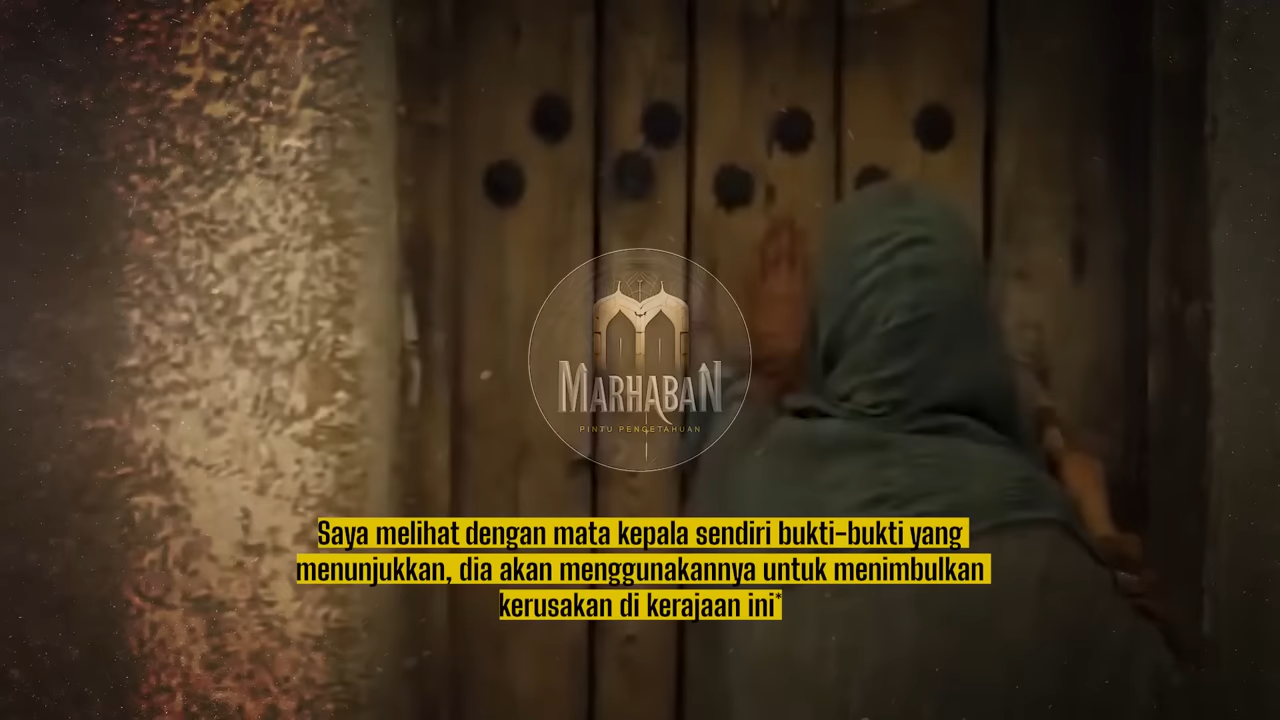 MARHABAN
PINTU PENGETAHUAN
Saya melihat dengan mata kepala sendiri bukti-bukti yang
menunjukkan, dia akan menggunakannya untuk menimbulkan
kerusakan di kerajaan ini*